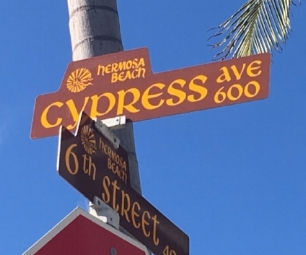 HERMOSA BEACH
CYPRESS AVE
600
HERMOSA BEACH
6th STREET